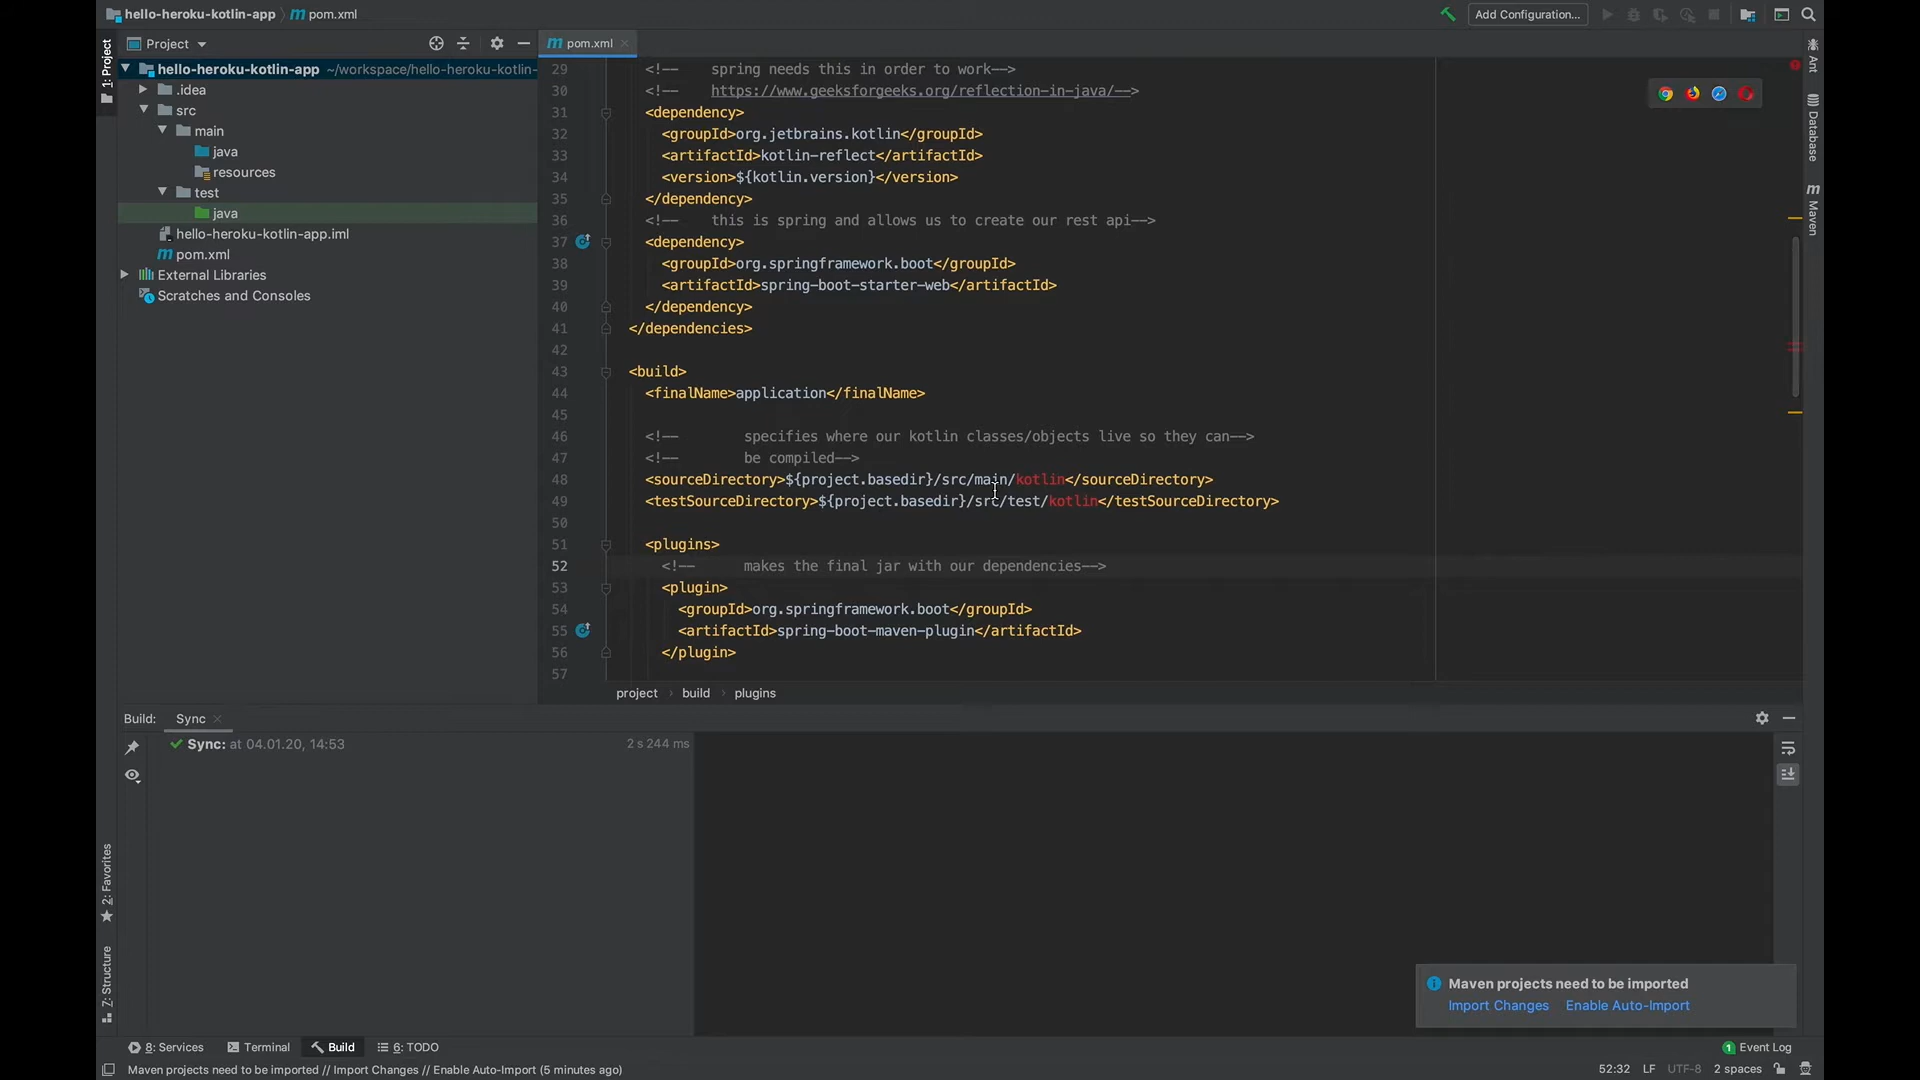 hello-heroku-kotlin-app 〉 m pom.xml
Add Configuration...
Project
pom.xml
1: Project
hello-heroku-kotlin-app ~/workspace/hello-heroku-kotlin-
.idea
src
main
java
resources
test
java
hello-heroku-kotlin-app.iml
pom.xml
External Libraries
Scratches and Consoles
29 <!-- spring needs this in order to work-->
30 <!-- https://www.geeksforgeeks.org/reflection-in-java/-->
31 <dependency>
32 <groupId>org.jetbrains.kotlin</groupId>
33 <artifactId>kotlin-reflect</artifactId>
34 <version>${kotlin.version}</version>
35 </dependency>
36 <!-- this is spring and allows us to create our rest api-->
37 <dependency>
38 <groupId>org.springframework.boot</groupId>
39 <artifactId>spring-boot-starter-web</artifactId>
40 </dependency>
41 </dependencies>
42
43 <build>
44 <finalName>application</finalName>
45
46 <!-- specifies where our kotlin classes/objects live so they can-->
47 <!-- be compiled-->
48 <sourceDirectory>${project.basedir}/src/main/kotlin</sourceDirectory>
49 <testSourceDirectory>${project.basedir}/src/test/kotlin</testSourceDirectory>
50
51 <plugins>
52 <!-- makes the final jar with our dependencies-->
53 <plugin>
54 <groupId>org.springframework.boot</groupId>
55 <artifactId>spring-boot-maven-plugin</artifactId>
56 </plugin>
57
project › build › plugins
Ant
Database
m Maven
Build: Sync
Sync: at 04.01.20, 14:53 2 s 244 ms
2: Favorites
7: Structure
Maven projects need to be imported
Import Changes Enable Auto-Import
8: Services Terminal Build 6: TODO
1 Event Log
Maven projects need to be imported // Import Changes // Enable Auto-Import (5 minutes ago)
52:32 LF UTF-8 2 spaces